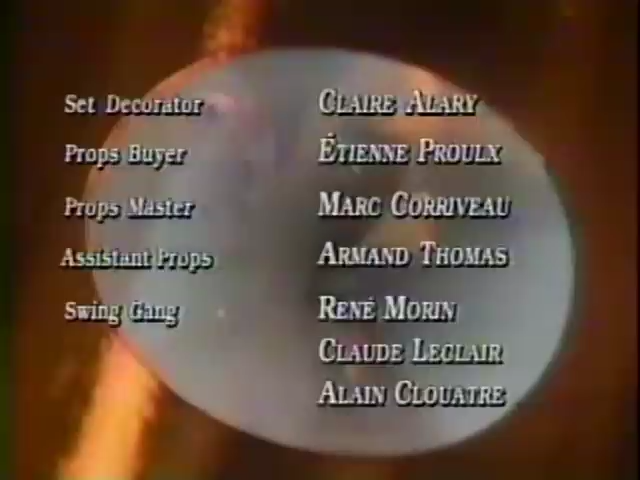 Set Decorator CLAIRE ALARY
Props Buyer ÉTIENNE PROULX
Props Master MARC CORRIVEAU
Assistant Props ARMAND THOMAS
Swing Gang RENÉ MORIN
CLAUDE LECLAIR
ALAIN CLOUATRE